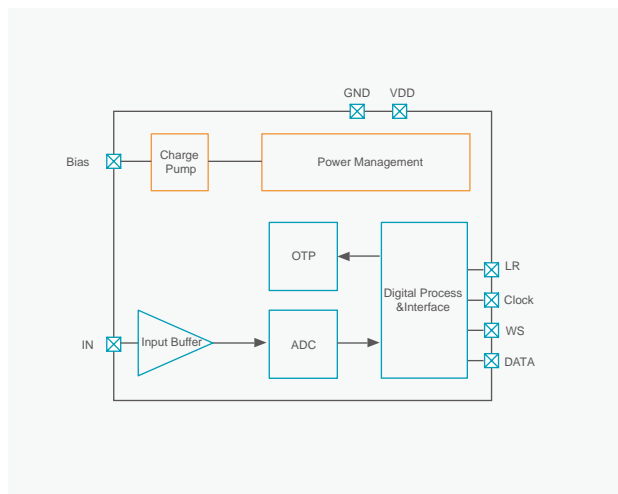 GND VDD
Bias
Charge
Pump
Power Management
OTP
LR
Digital Process
&Interface
Clock
IN
Input Buffer
ADC
WS
DATA